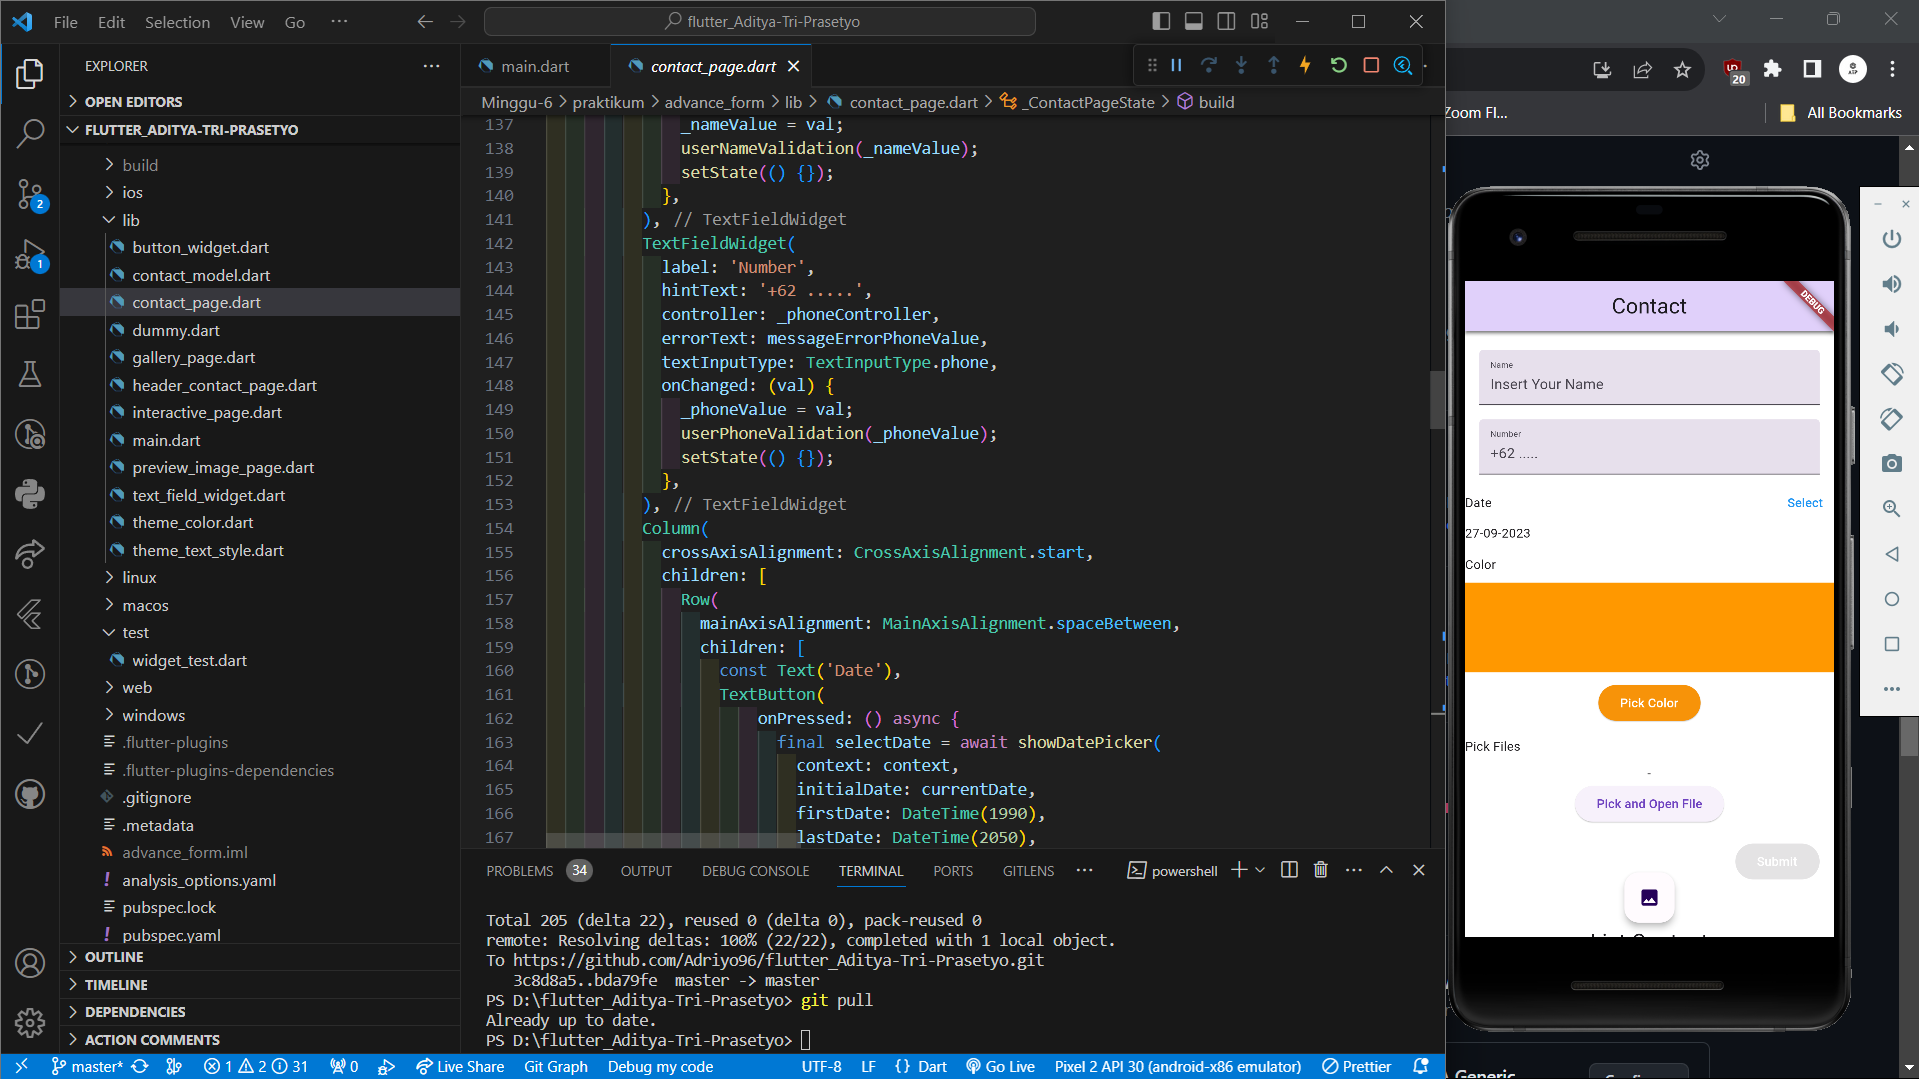 File Edit Selection View Go ···
flutter_Aditya-Tri-Prasetyo
EXPLORER
OPEN EDITORS
FLUTTER_ADITYA-TRI-PRASETYO
build
ios
lib
button_widget.dart
contact_model.dart
contact_page.dart
dummy.dart
gallery_page.dart
header_contact_page.dart
interactive_page.dart
main.dart
preview_image_page.dart
text_field_widget.dart
theme_color.dart
theme_text_style.dart
linux
macos
test
widget_test.dart
web
windows
.flutter-plugins
.flutter-plugins-dependencies
.gitignore
.metadata
advance_form.iml
analysis_options.yaml
pubspec.lock
pubspec.yaml
OUTLINE
TIMELINE
DEPENDENCIES
ACTION COMMENTS
2
1
main.dart
contact_page.dart
Minggu-6 > praktikum > advance_form > lib > contact_page.dart > _ContactPageState > build
137 _nameValue = val;
138 userNameValidation(_nameValue);
139 setState(() {});
140 },
141 ), // TextFieldWidget
142 TextFieldWidget(
143 label: 'Number',
144 hintText: '+62 .....',
145 controller: _phoneController,
146 errorText: messageErrorPhoneValue,
147 textInputType: TextInputType.phone,
148 onChanged: (val) {
149 _phoneValue = val;
150 userPhoneValidation(_phoneValue);
151 setState(() {});
152 },
153 ), // TextFieldWidget
154 Column(
155 crossAxisAlignment: CrossAxisAlignment.start,
156 children: [
157 Row(
158 mainAxisAlignment: MainAxisAlignment.spaceBetween,
159 children: [
160 const Text('Date'),
161 TextButton(
162 onPressed: () async {
163 final selectDate = await showDatePicker(
164 context: context,
165 initialDate: currentDate,
166 firstDate: DateTime(1990),
167 lastDate: DateTime(2050),
PROBLEMS 34 OUTPUT DEBUG CONSOLE TERMINAL PORTS GITLENS ··· powershell
Total 205 (delta 22), reused 0 (delta 0), pack-reused 0
remote: Resolving deltas: 100% (22/22), completed with 1 local object.
To https://github.com/Adriyo96/flutter_Aditya-Tri-Prasetyo.git
3c8d8a5..bda79fe master -> master
PS D:\flutter_Aditya-Tri-Prasetyo> git pull
Already up to date.
PS D:\flutter_Aditya-Tri-Prasetyo>
master* 1 2 31 0 Live Share Git Graph Debug my code UTF-8 LF {} Dart Go Live Pixel 2 API 30 (android-x86 emulator) Prettier
20
Zoom Fl...
All Bookmarks
Contact
DEBUG
Name
Insert Your Name
Number
+62 .....
Date
Select
27-09-2023
Color
Pick Color
Pick Files
-
Pick and Open File
Submit